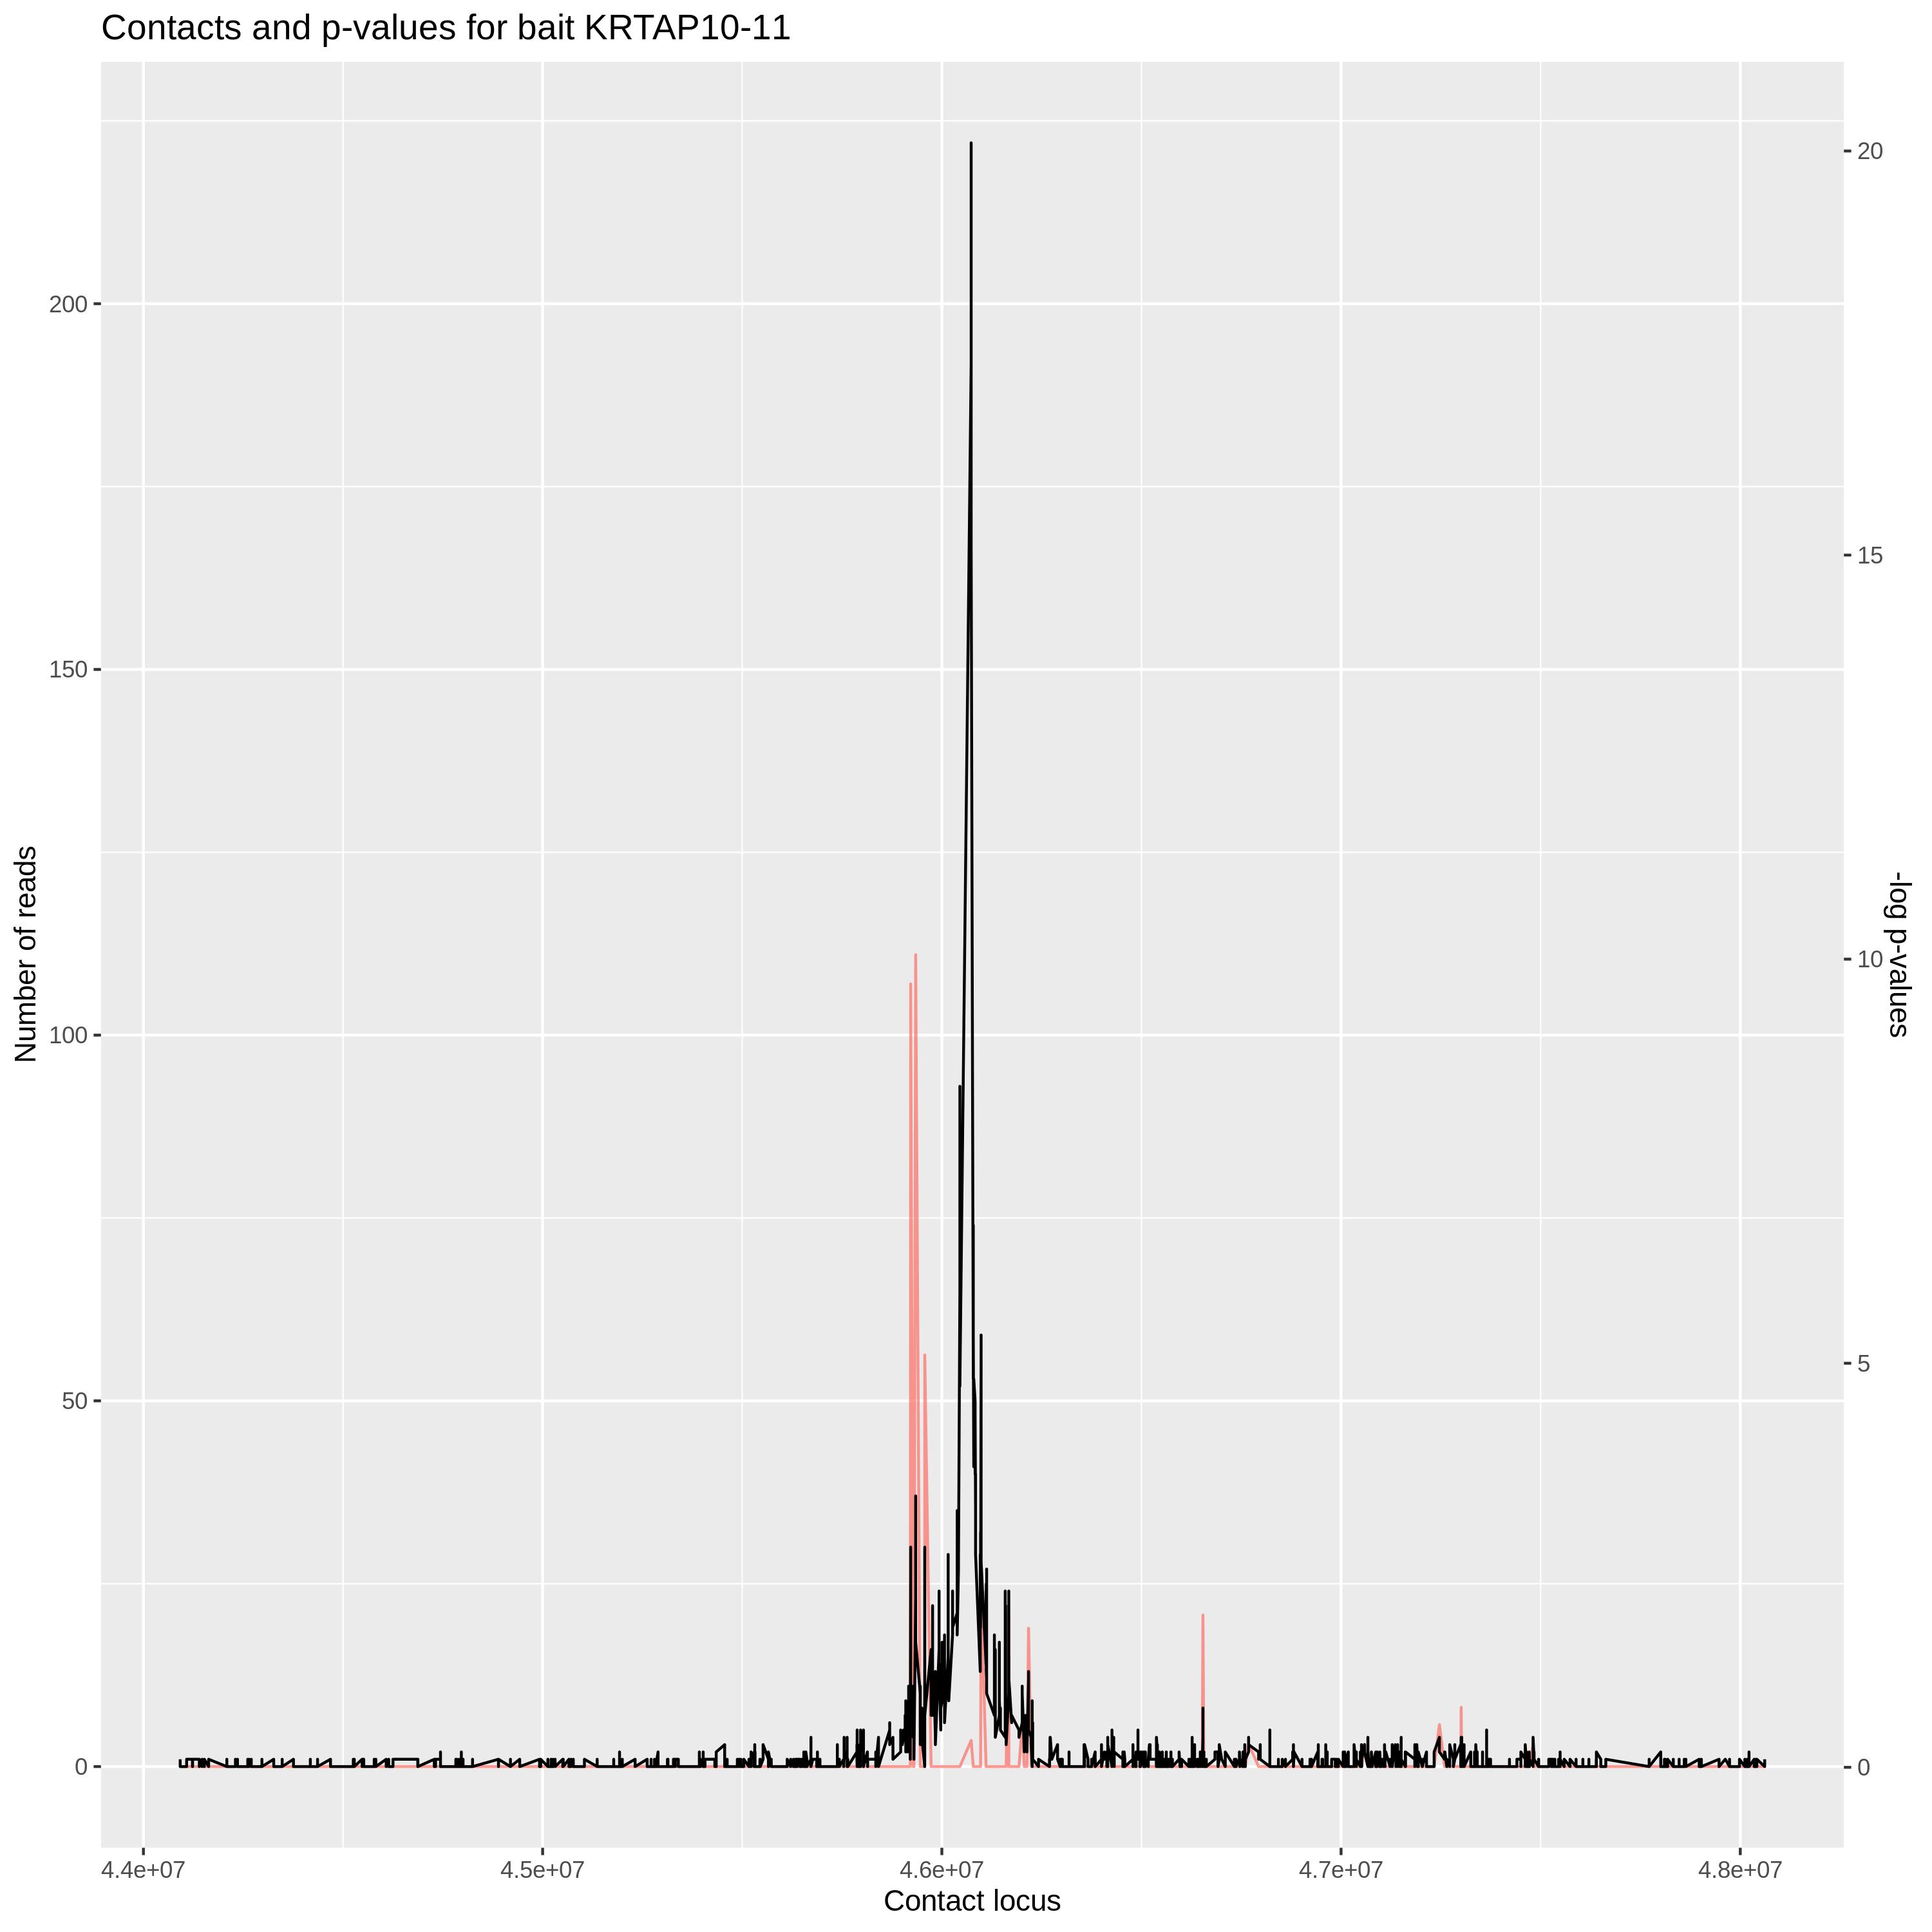 Contacts and p-values for bait KRTAP10-11
Number of reads
200
150
100
50
0
20
15
10
5
0
-log p-values
4.4e+07 4.5e+07 4.6e+07 4.7e+07 4.8e+07
Contact locus